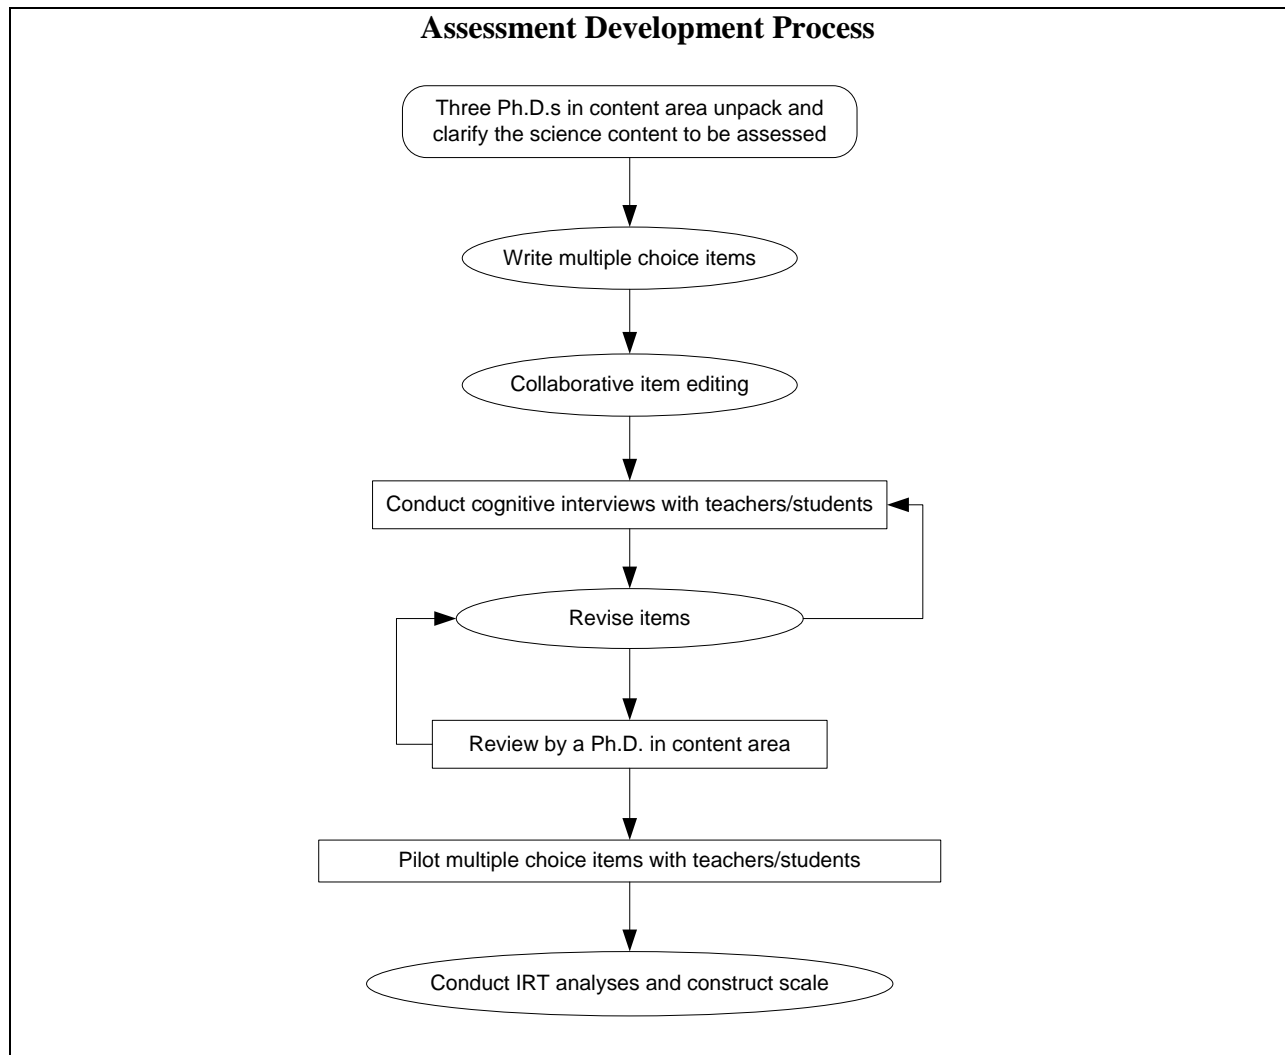 Assessment Development Process
Three Ph.D.s in content area unpack and
clarify the science content to be assessed
Write multiple choice items
Collaborative item editing
Conduct cognitive interviews with teachers/students
Revise items
Review by a Ph.D. in content area
Pilot multiple choice items with teachers/students
Conduct IRT analyses and construct scale